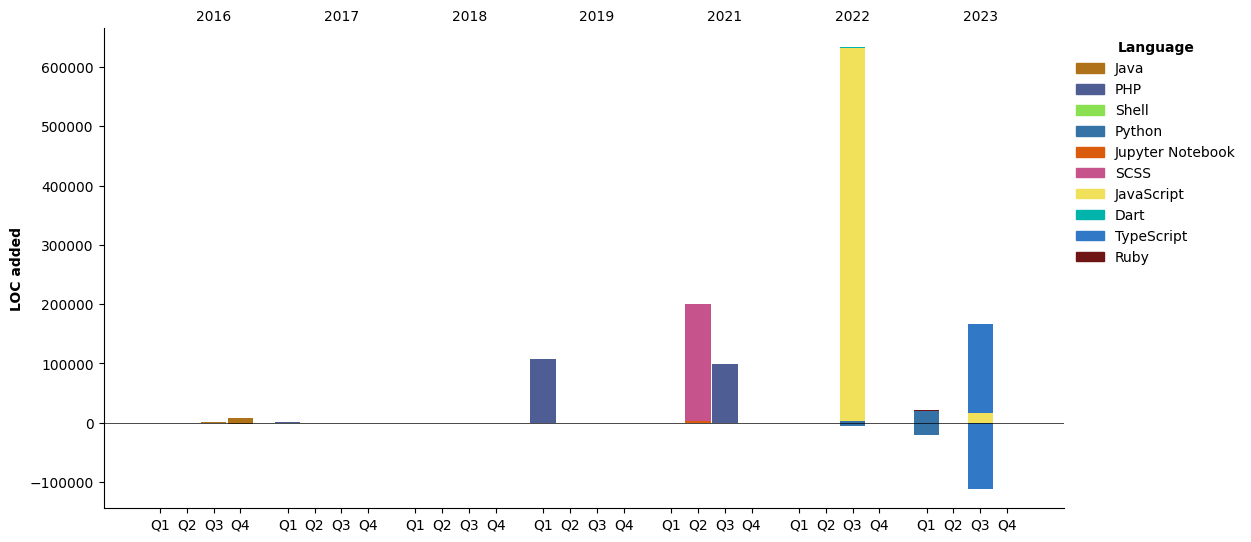 2016 2017 2018 2019 2021 2022 2023
LOC added
600000
500000
400000
300000
200000
100000
0
−100000
Q1 Q2 Q3 Q4 Q1 Q2 Q3 Q4 Q1 Q2 Q3 Q4 Q1 Q2 Q3 Q4 Q1 Q2 Q3 Q4 Q1 Q2 Q3 Q4 Q1 Q2 Q3 Q4
Language
Java
PHP
Shell
Python
Jupyter Notebook
SCSS
JavaScript
Dart
TypeScript
Ruby